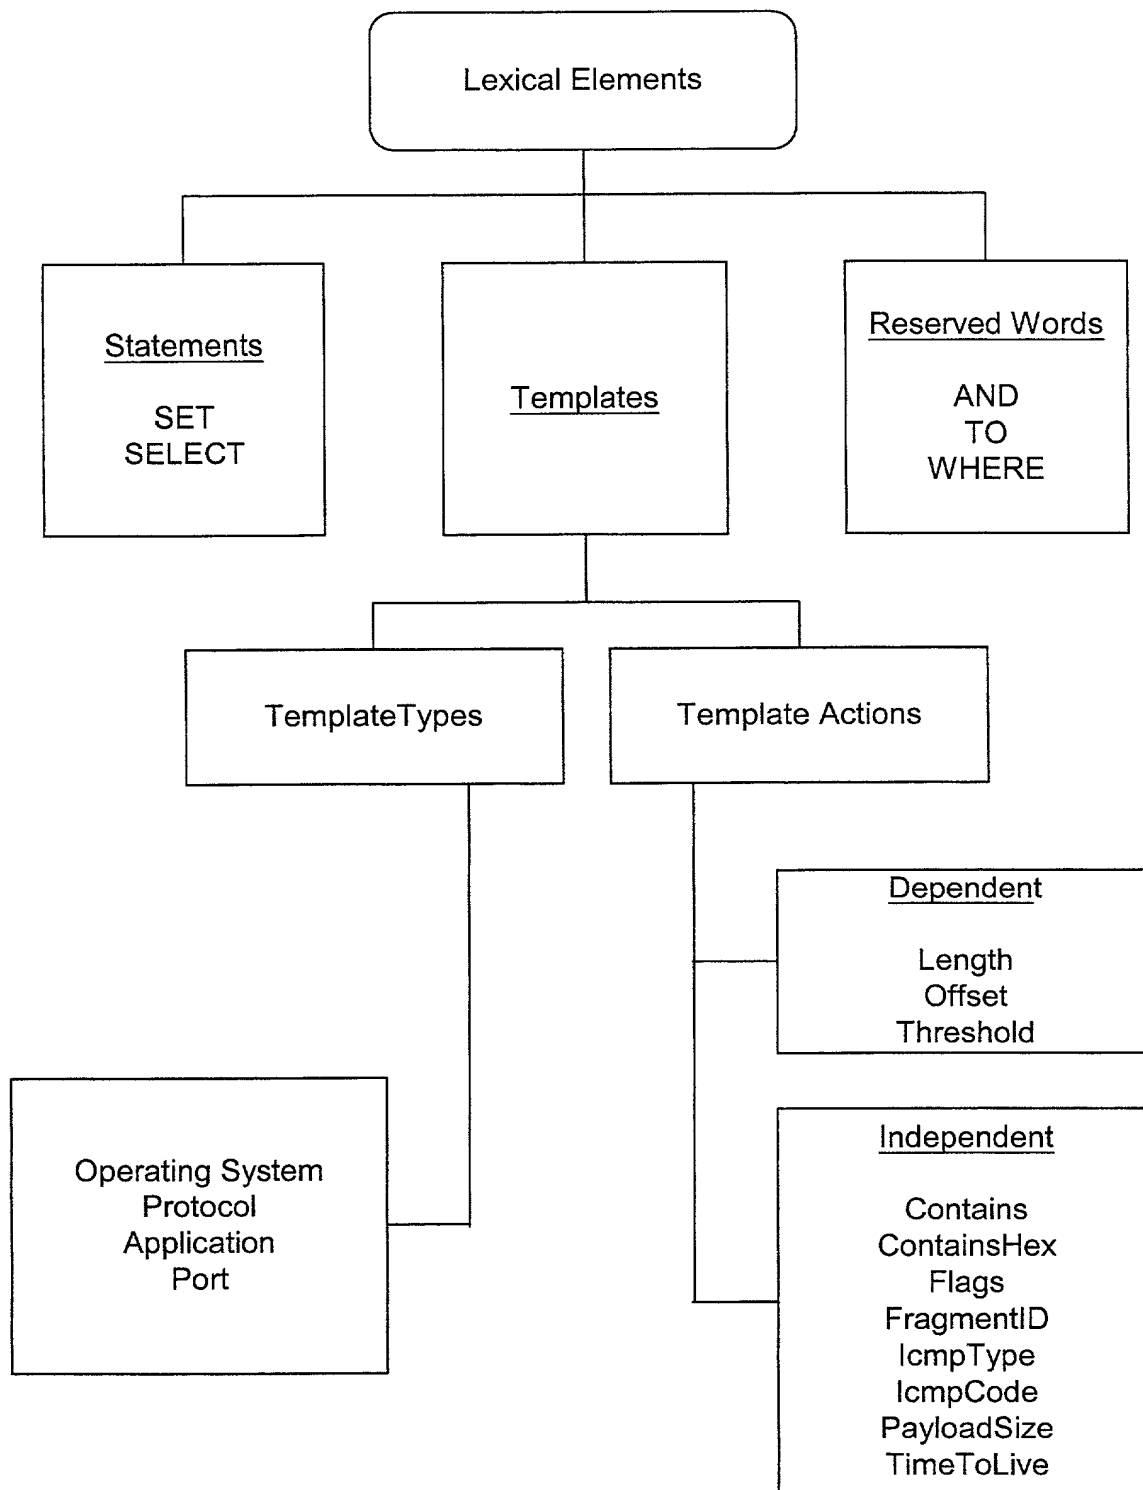 Lexical Elements
Statements
SET
SELECT
Templates
Reserved Words
AND
TO
WHERE
TemplateTypes
Template Actions
Dependent
Length
Offset
Threshold
Operating System
Protocol
Application
Port
Independent
Contains
ContainsHex
Flags
FragmentID
IcmpType
IcmpCode
PayloadSize
TimeToLive